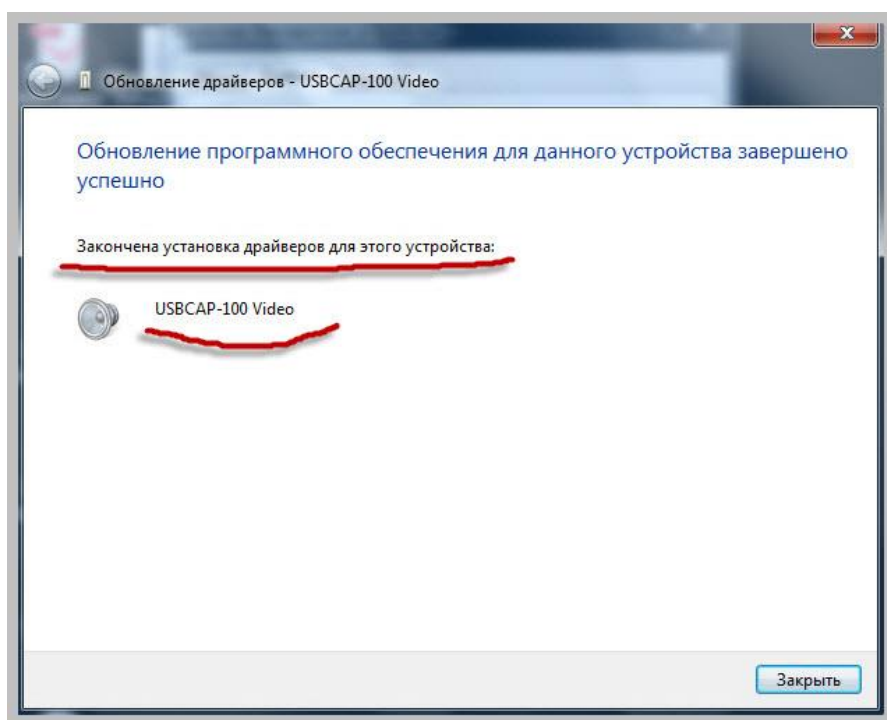 Обновление драйверов - USBCAP-100 Video
Обновление программного обеспечения для данного устройства завершено
успешно
Закончена установка драйверов для этого устройства:
USBCAP-100 Video
Закрыть